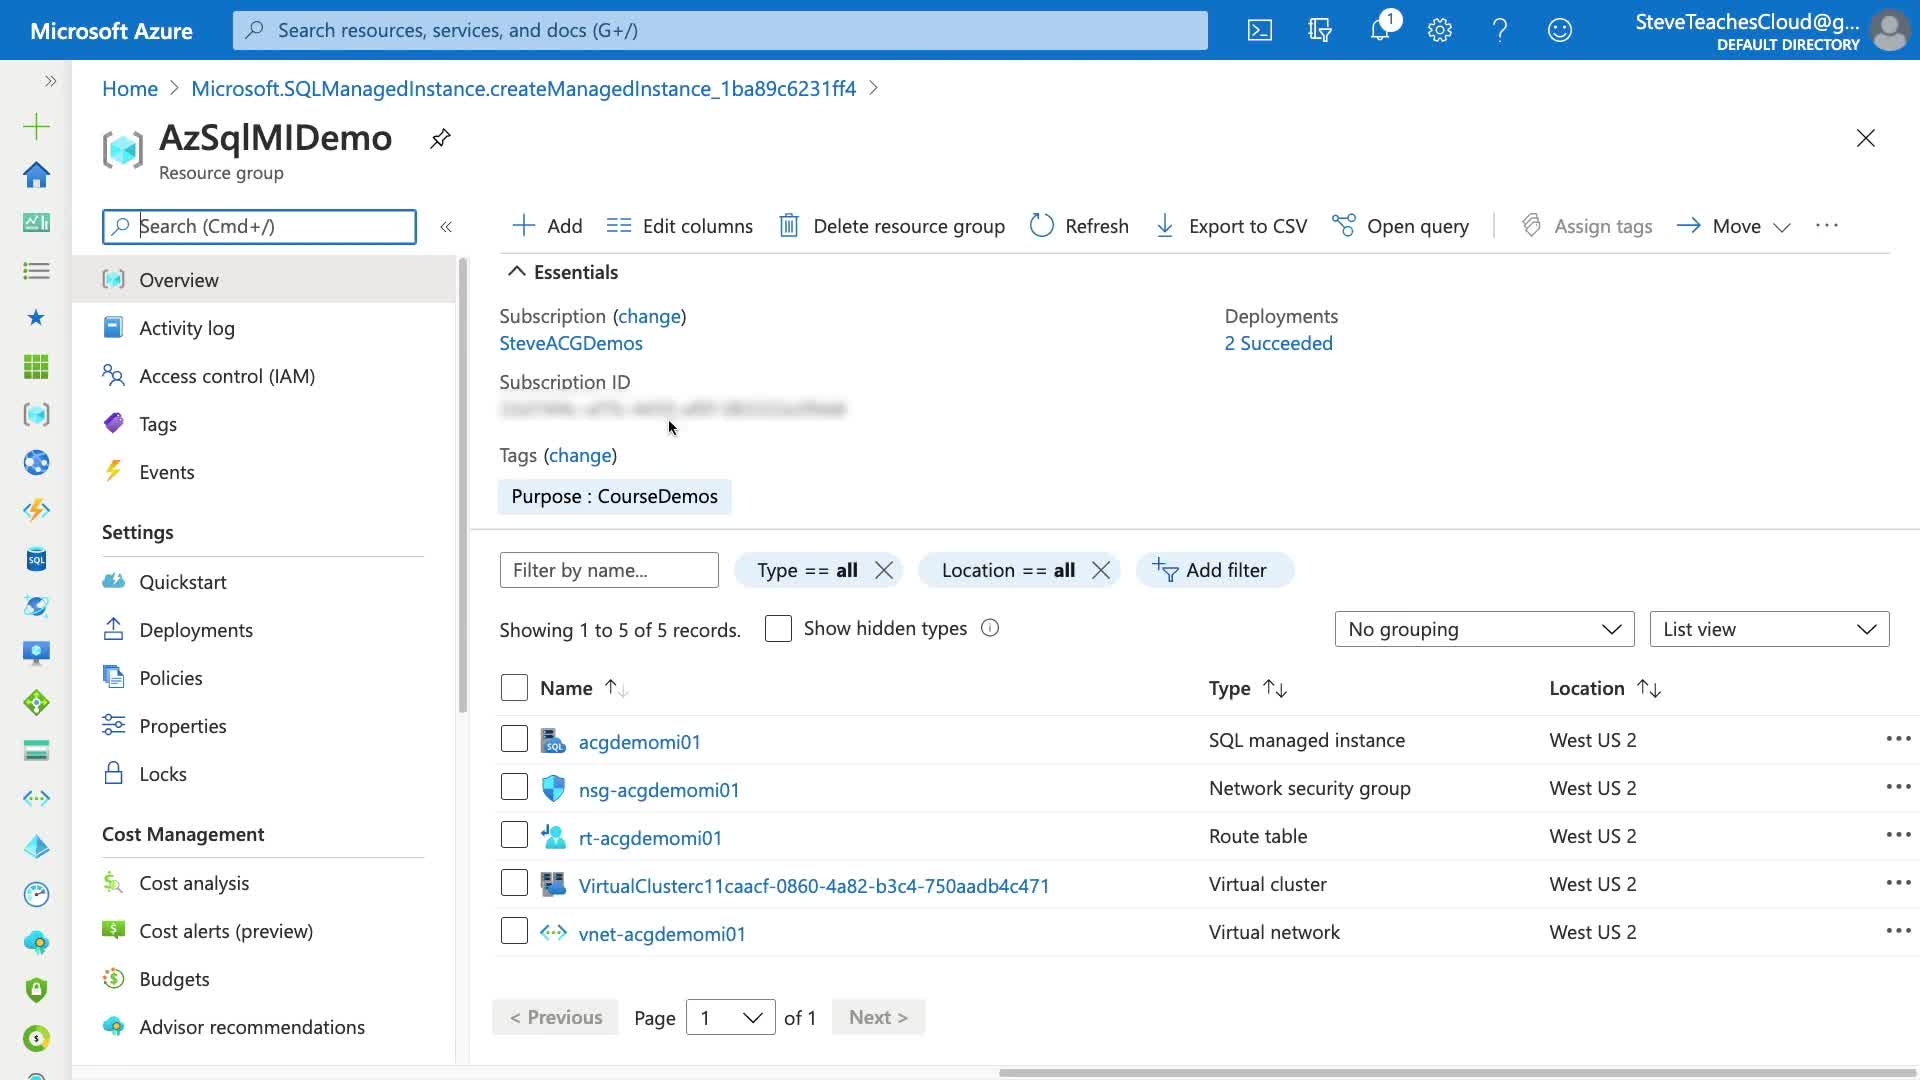 Microsoft Azure
Search resources, services, and docs (G+/)
1
SteveTeachesCloud@g...
DEFAULT DIRECTORY
Home > Microsoft.SQLManagedInstance.createManagedInstance_1ba89c6231ff4 >
AzSqlMIDemo
Resource group
Search (Cmd+/)
«
Add
Edit columns
Delete resource group
Refresh
Export to CSV
Open query
Assign tags
Move
...
Overview
Activity log
Access control (IAM)
Tags
Events
Settings
Quickstart
Deployments
Policies
Properties
Locks
Cost Management
Cost analysis
Cost alerts (preview)
Budgets
Advisor recommendations
Essentials
Subscription (change)
SteveACGDemos
Subscription ID
Tags (change)
Purpose : CourseDemos
Deployments
2 Succeeded
Filter by name...
Type == all
Location == all
Add filter
Showing 1 to 5 of 5 records.
Show hidden types
No grouping
List view
Name Type Location
acgdemomi01 SQL managed instance West US 2
nsg-acgdemomi01 Network security group West US 2
rt-acgdemomi01 Route table West US 2
VirtualClusterc11caacf-0860-4a82-b3c4-750aadb4c471 Virtual cluster West US 2
vnet-acgdemomi01 Virtual network West US 2
< Previous Page 1 of 1 Next >